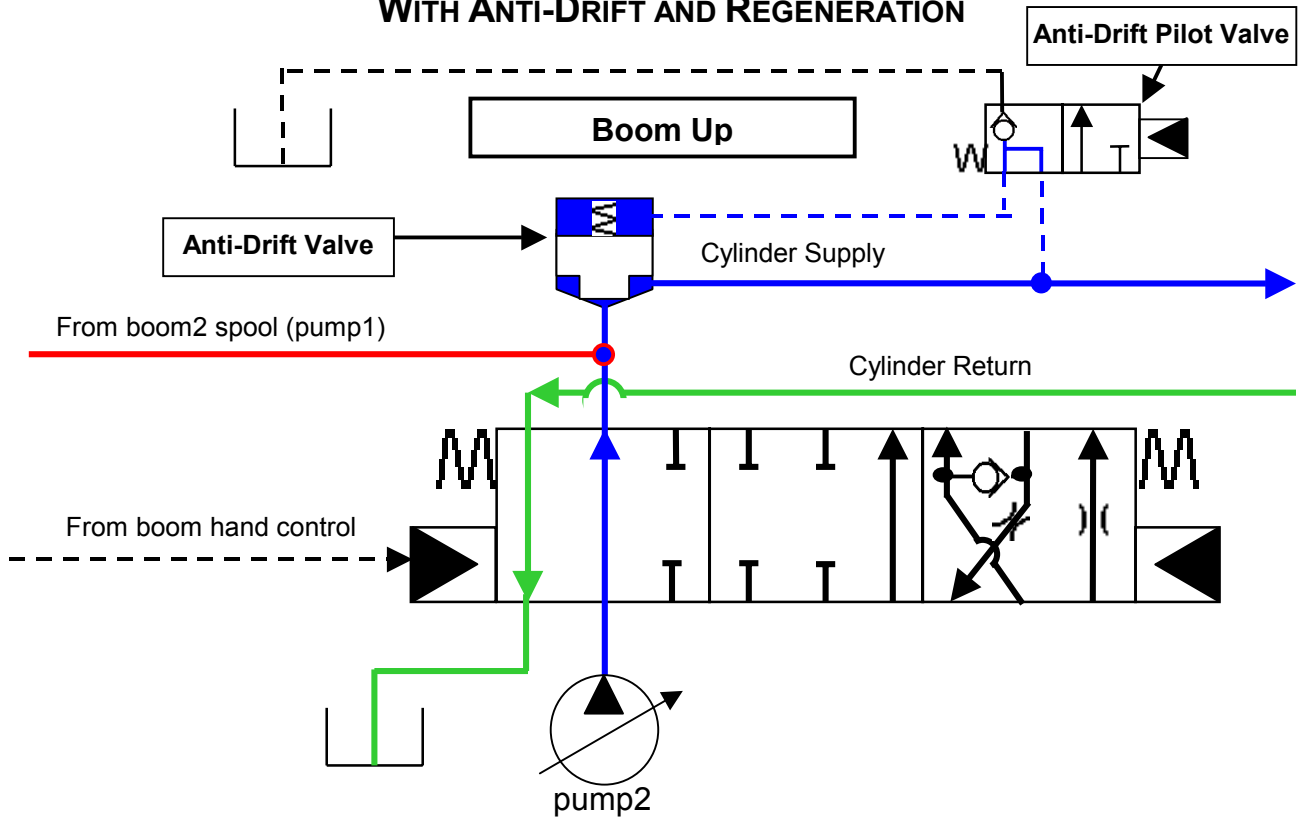 WITH ANTI-DRIFT AND REGENERATION
Anti-Drift Pilot Valve
Boom Up
Anti-Drift Valve
Cylinder Supply
From boom2 spool (pump1)
Cylinder Return
From boom hand control
pump2